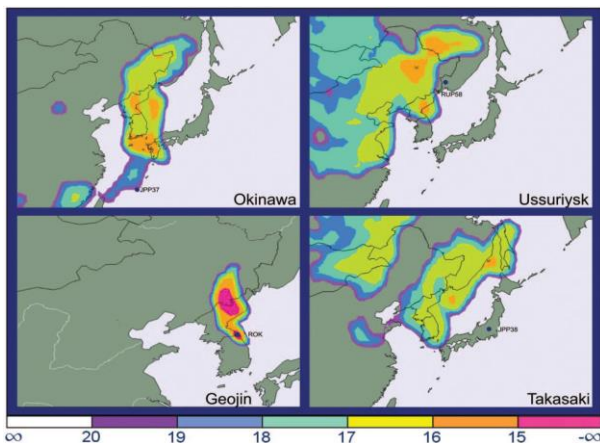 JPP37
Okinawa
RUP58
Ussuriysk
ROK
Geojin
JPP38
Takasaki
∞ 20 19 18 17 16 15 -∞